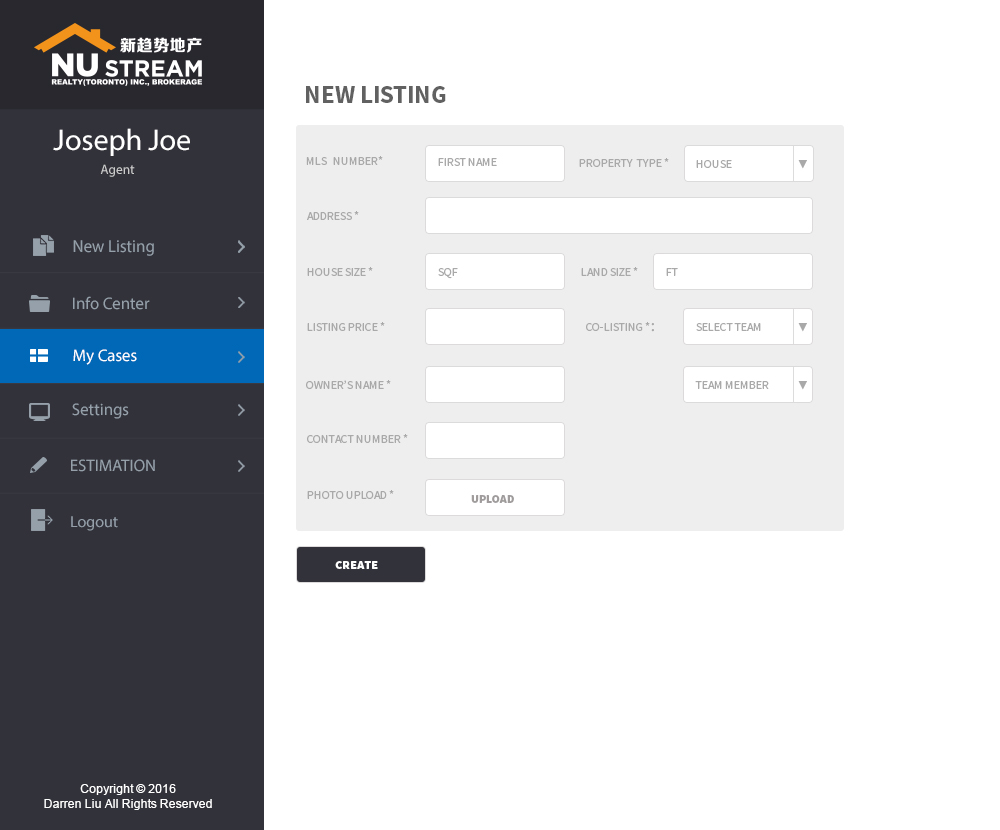 新趋势地产
NU STREAM
REALTY(TORONTO) INC., BROKERAGE
Joseph Joe
Agent
New Listing
Info Center
My Cases
Settings
ESTIMATION
Logout
Copyright © 2016
Darren Liu All Rights Reserved
NEW LISTING
MLS NUMBER* FIRST NAME PROPERTY TYPE * HOUSE
ADDRESS *
HOUSE SIZE * SQF LAND SIZE * FT
LISTING PRICE * CO-LISTING *: SELECT TEAM
OWNER'S NAME * TEAM MEMBER
CONTACT NUMBER *
PHOTO UPLOAD * UPLOAD
CREATE